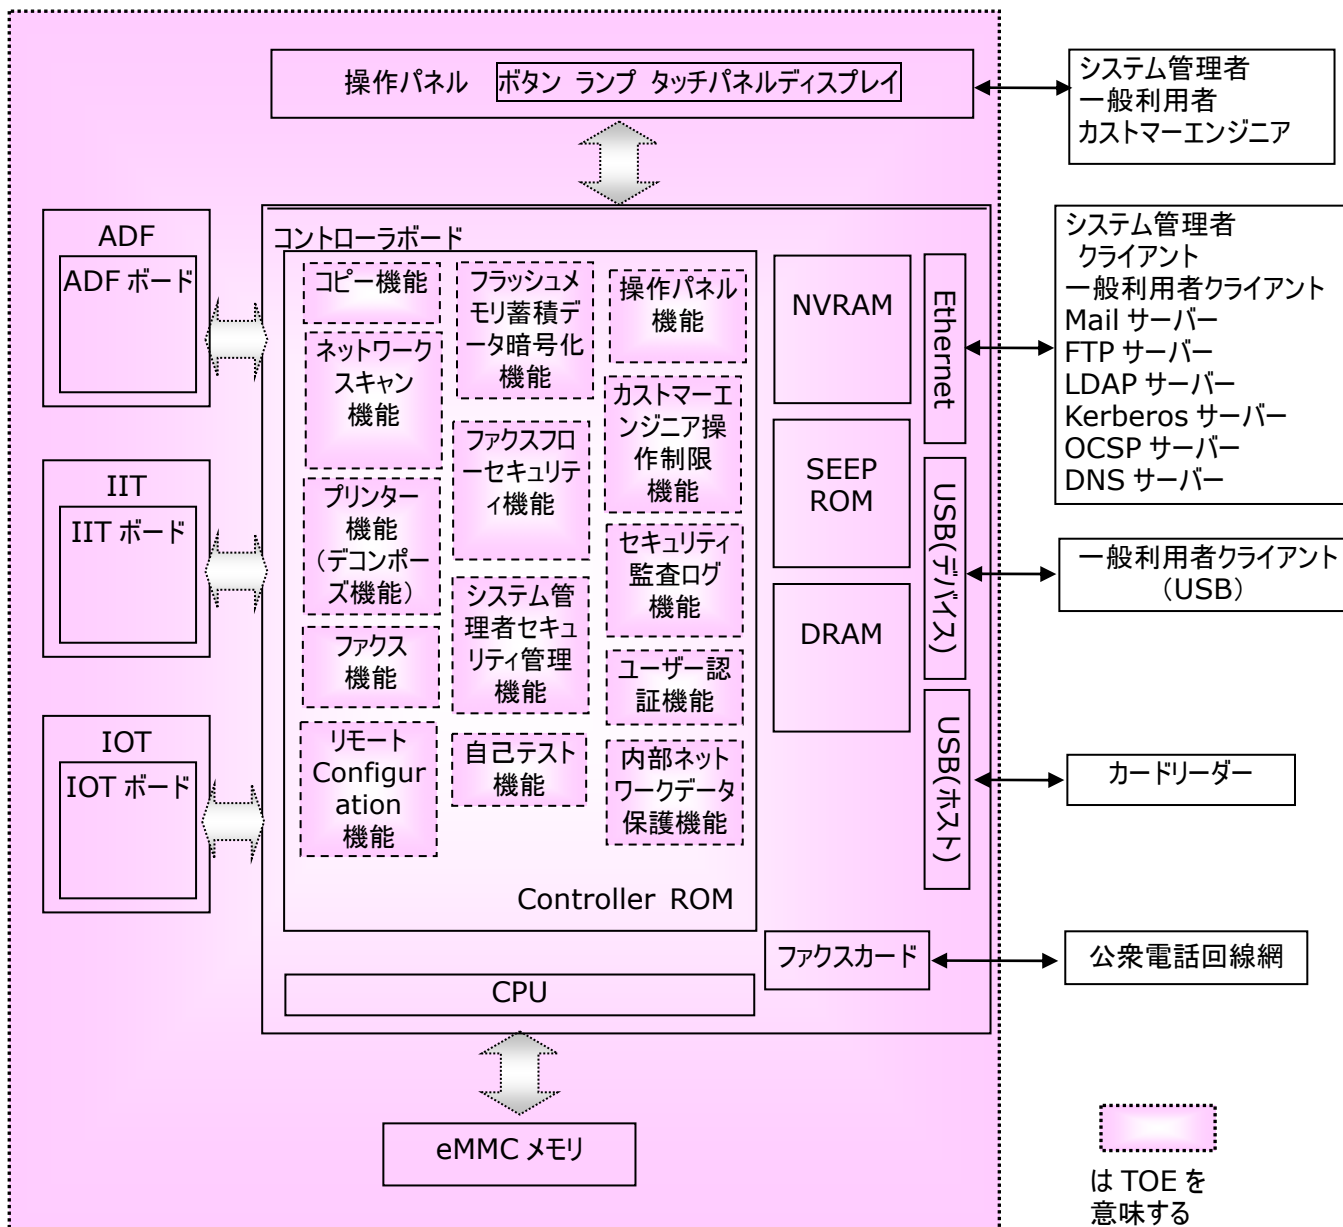 操作パネル ボタン ランプ タッチパネルディスプレイ
システム管理者
一般利用者
カストマーエンジニア
ADF
ADF ボード
IIT
IIT ボード
IOT
IOT ボード
コントローラボード
コピー機能
ネットワーク
スキャン
機能
プリンター
機能
(デコンポー
ズ機能)
ファクス
機能
リモート
Configur
ation
機能
フラッシュメ
モリ蓄積デ
ータ暗号化
機能
ファクスフロ
ーセキュリテ
ィ機能
システム管
理者セキュ
リティ管理
機能
自己テスト
機能
操作パネル
機能
カストマーエ
ンジニア操
作制限
機能
セキュリティ
監査ログ
機能
ユーザー認
証機能
内部ネット
ワークデータ
保護機能
Controller ROM
CPU
NVRAM
SEEP
ROM
DRAM
Ethernet
USB(デバイス)
USB(ホスト)
ファクスカード
システム管理者
クライアント
一般利用者クライアント
Mail サーバー
FTP サーバー
LDAP サーバー
Kerberos サーバー
OCSP サーバー
DNS サーバー
一般利用者クライアント
(USB)
カードリーダー
公衆電話回線網
eMMC メモリ
は TOE を
意味する